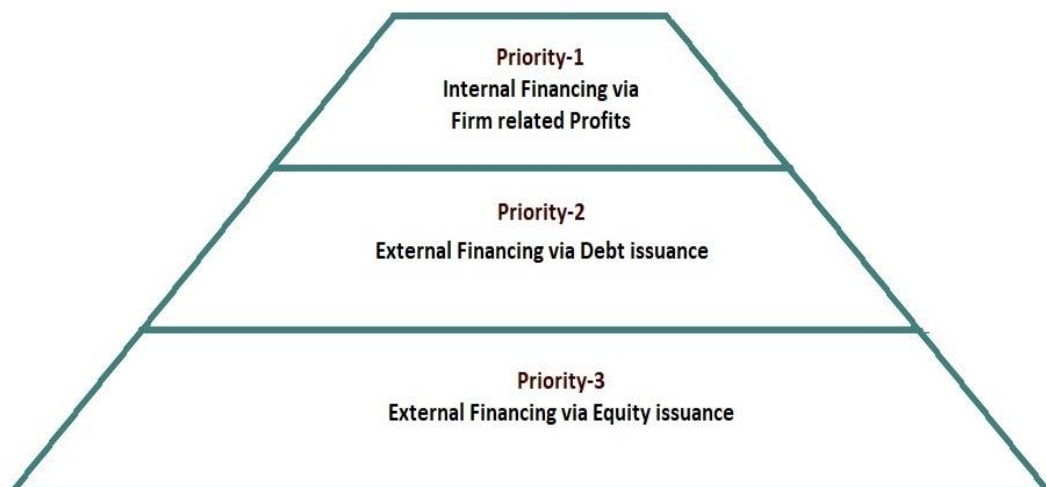 Priority-1
Internal Financing via
Firm related Profits
Priority-2
External Financing via Debt issuance
Priority-3
External Financing via Equity issuance